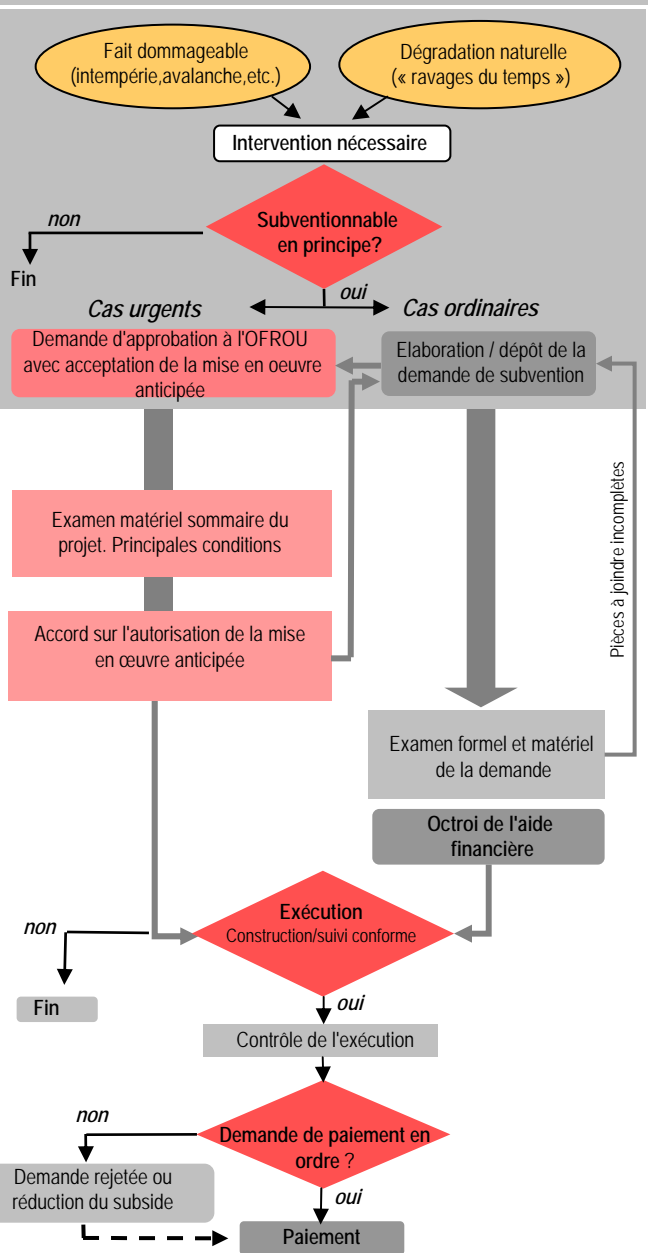 Fait dommageable
(intempérie,avalanche,etc.)
Dégradation naturelle
(« ravages du temps »)
Intervention nécessaire
non
Subventionnable
en principe?
Fin
oui
Cas urgents
Cas ordinaires
Demande d'approbation à l'OFROU
avec acceptation de la mise en oeuvre
anticipée
Elaboration / dépôt de la
demande de subvention
Examen matériel sommaire du
projet. Principales conditions
Pièces à joindre incomplètes
Accord sur l'autorisation de la mise
en œuvre anticipée
Examen formel et matériel
de la demande
Octroi de l'aide
financière
Exécution
Construction/suivi conforme
non
Fin
oui
Contrôle de l'exécution
non
Demande de paiement en
ordre ?
Demande rejetée ou
réduction du subside
oui
Paiement